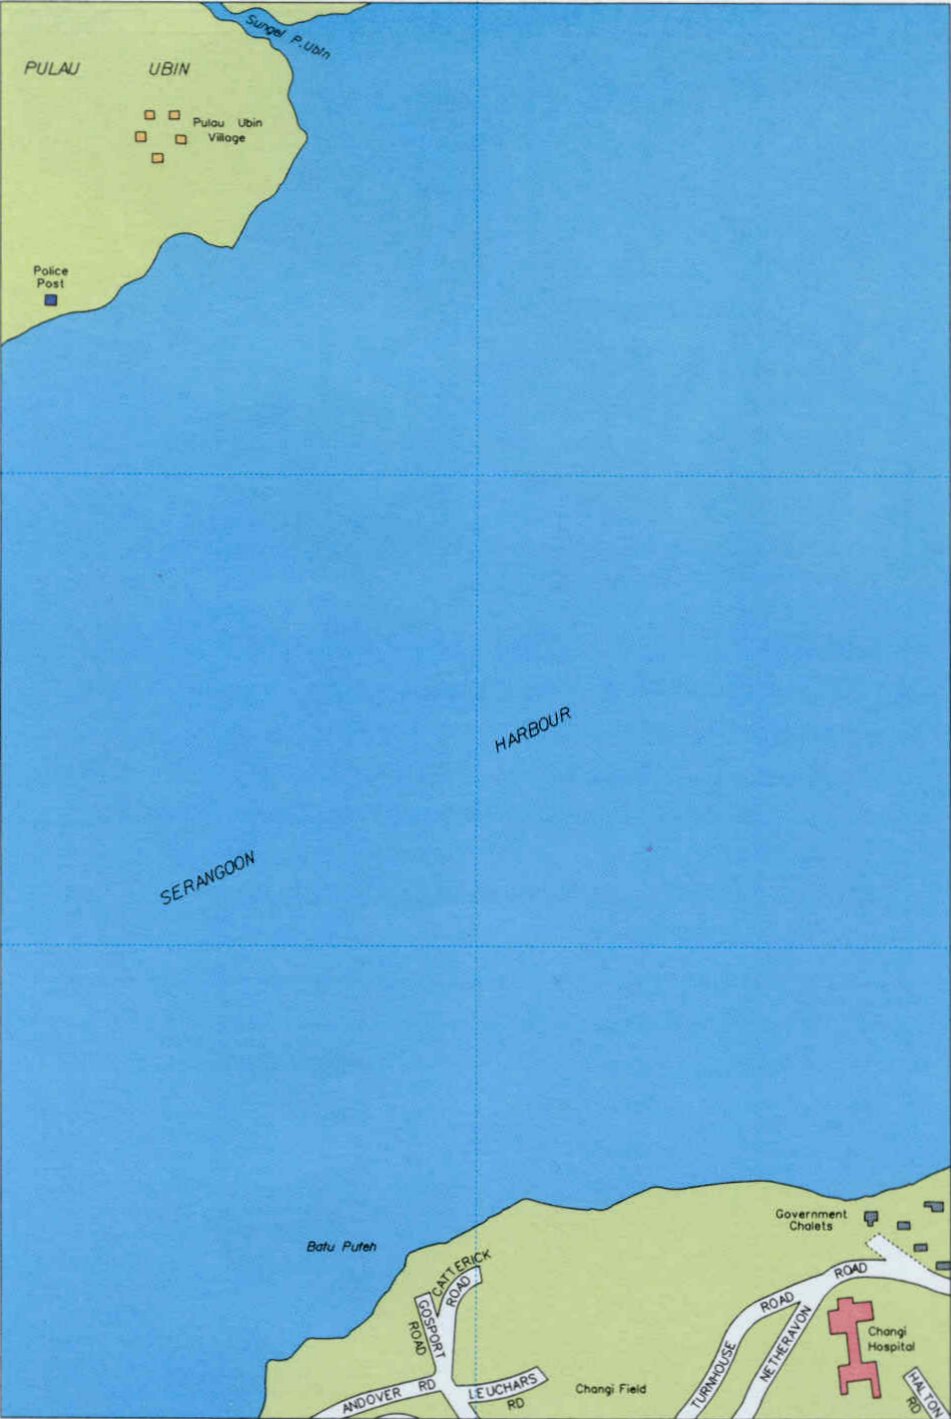 Sungei P.Ubin
PULAU UBIN
Pulau Ubin
Village
Police
Post
HARBOUR
SERANGOON
Government
Chalets
Batu Puteh
CATTERICK
ROAD
GOSPORT
ROAD
ROAD
ROAD
TURNHOUSE
NETHERAVON
Changi
Hospital
ANDOVER RD
LEUCHARS
RD
Changi Field
HALTON
RD